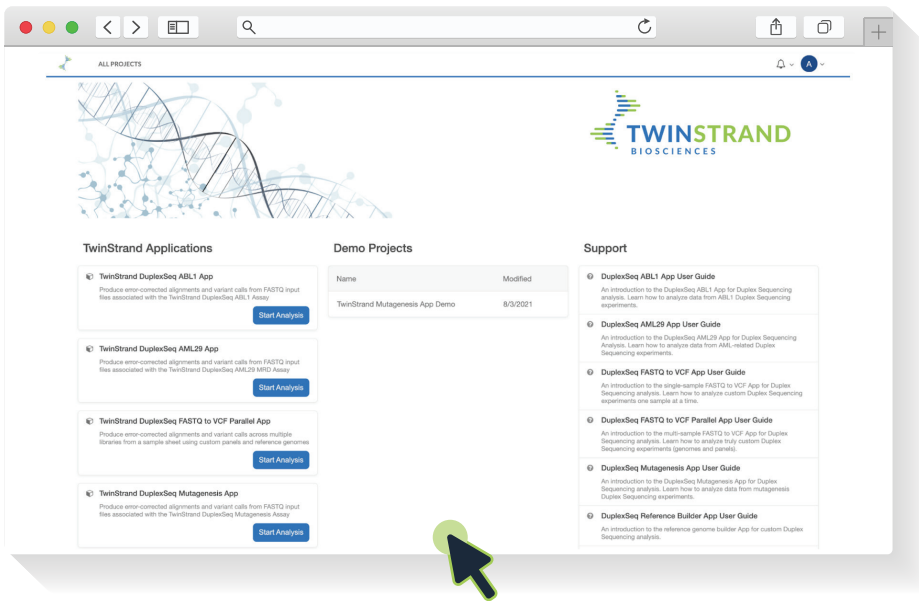 ALL PROJECTS
A
TWINSTRAND
BIOSCIENCES
TwinStrand Applications
TwinStrand DuplexSeq ABL1 App
Produce error-corrected alignments and variant calls from FASTQ input
files associated with the TwinStrand DuplexSeq ABL1 Assay
Start Analysis
TwinStrand DuplexSeq AML29 App
Produce error-corrected alignments and variant calls from FASTQ input
files associated with the TwinStrand DuplexSeq AML29 MRD Assay
Start Analysis
TwinStrand DuplexSeq FASTQ to VCF Parallel App
Produce error-corrected alignments and variant calls across multiple
libraries from a sample sheet using custom panels and reference genomes
Start Analysis
TwinStrand DuplexSeq Mutagenesis App
Produce error-corrected alignments and variant calls from FASTQ input
files associated with the TwinStrand DuplexSeq Mutagenesis Assay
Start Analysis
Demo Projects
Name Modified
TwinStrand Mutagenesis App Demo 8/3/2021
Support
DuplexSeq ABL1 App User Guide
An introduction to the DuplexSeq ABL1 App for Duplex Sequencing
analysis. Learn how to analyze data from ABL1 Duplex Sequencing
experiments.
DuplexSeq AML29 App User Guide
An introduction to the DuplexSeq AML29 App for Duplex Sequencing
Analysis. Learn how to analyze data from AML-related Duplex
Sequencing experiments.
DuplexSeq FASTQ to VCF App User Guide
An introduction to the single-sample FASTQ to VCF App for Duplex
Sequencing analysis. Learn how to analyze custom Duplex Sequencing
experiments one sample at a time.
DuplexSeq FASTQ to VCF Parallel App User Guide
An introduction to the multi-sample FASTQ to VCF App for Duplex
Sequencing analysis. Learn how to analyze truly custom Duplex
Sequencing experiments (genomes and panels).
DuplexSeq Mutagenesis App User Guide
An introduction to the DuplexSeq Mutagenesis App for Duplex
Sequencing analysis. Learn how to analyze data from mutagenesis
Duplex Sequencing experiments.
DuplexSeq Reference Builder App User Guide
An introduction to the reference genome builder App for custom Duplex
Sequencing analysis.